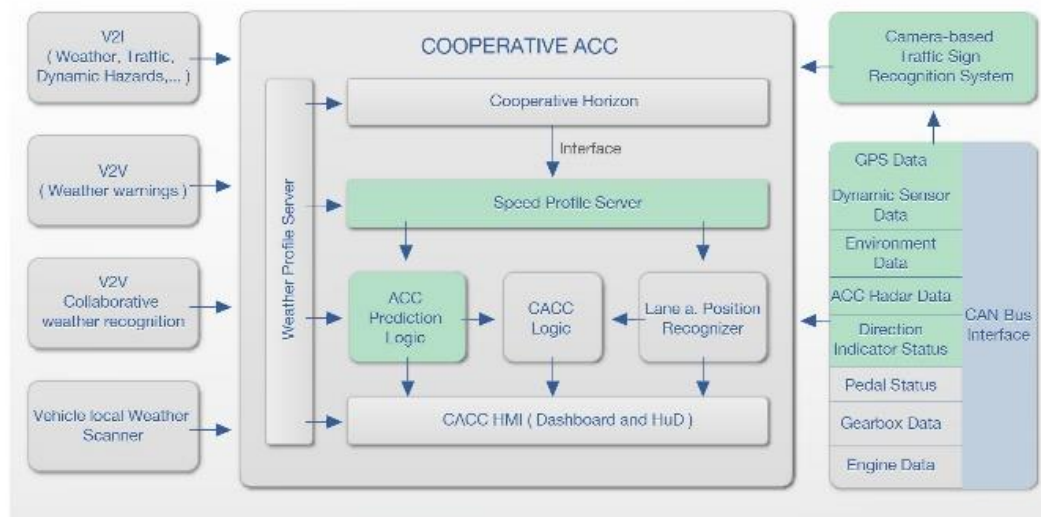 V2I
( Weather, Traffic,
Dynamic Hazards,... )
V2V
( Weather warnings )
V2V
Collaborative
weather recognition
Vehicle local Weather
Scanner
COOPERATIVE ACC
Weather Profile Server
Cooperative Horizon
Interface
Speed Profile Server
ACC
Prediction
Logic
CACC
Logic
Lane a. Position
Recognizer
CACC HMI ( Dashboard and HuD )
Camera-based
Traffic Sign
Recognition System
GPS Data
Dynamic Sensor
Data
Environment
Data
ACC Radar Data
Direction
Indicator Status
Pedal Status
Gearbox Data
Engine Data
CAN Bus
Interface